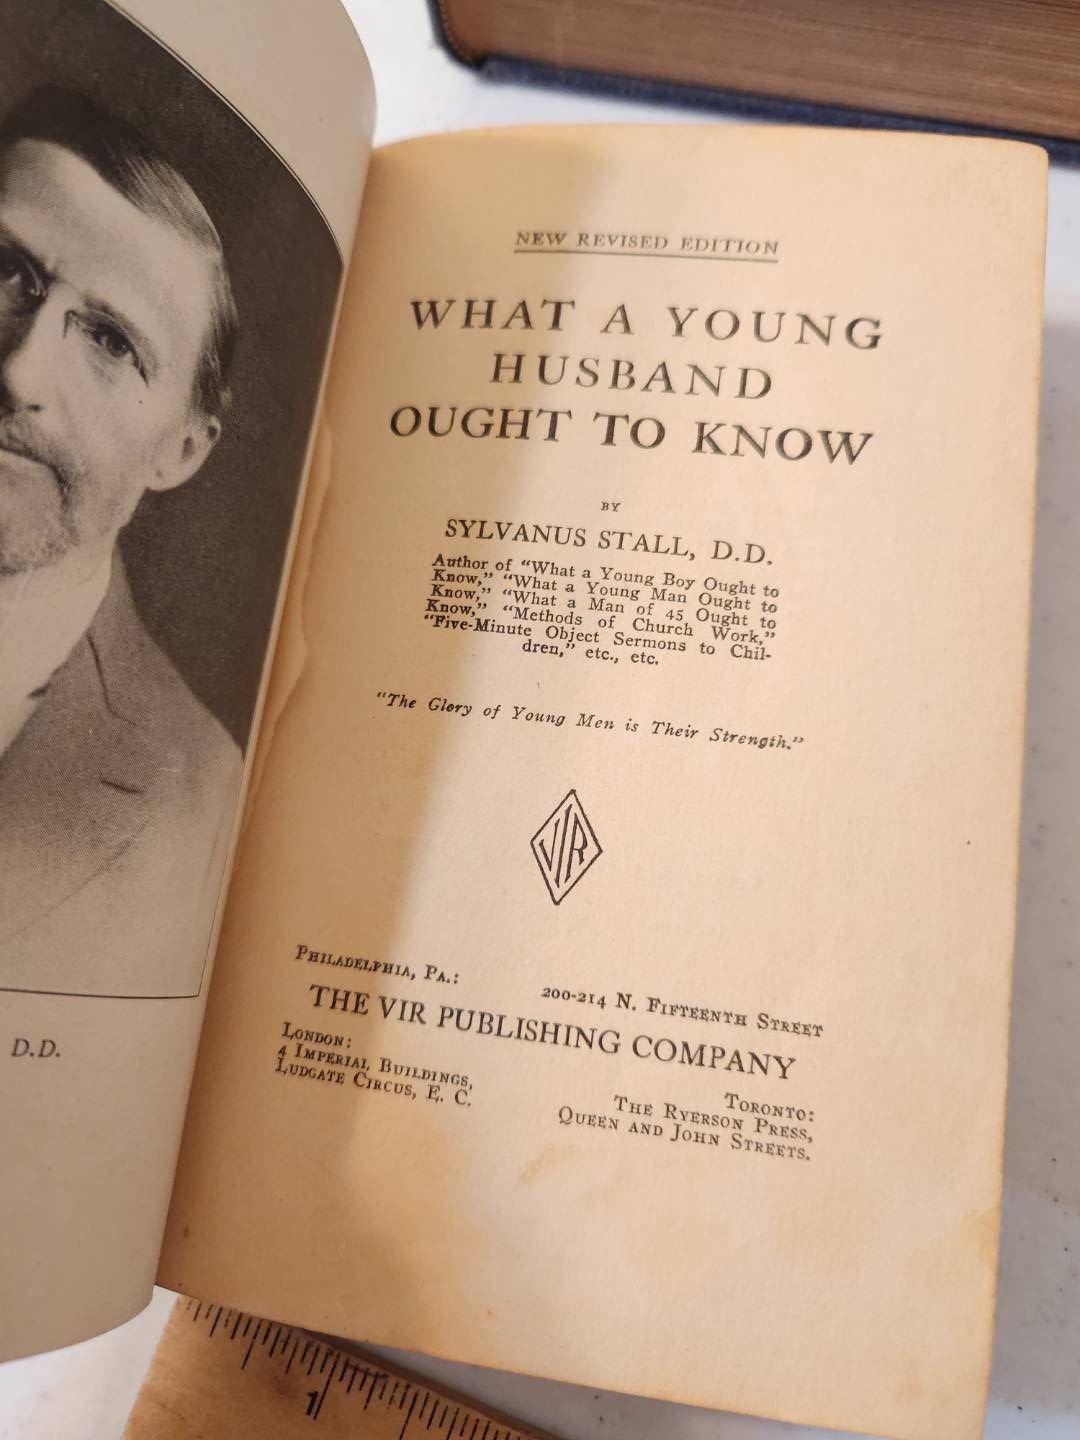 NEW REVISED EDITION
WHAT A YOUNG
HUSBAND
OUGHT TO KNOW
BY
SYLVANUS STALL, D.D.
Author of "What a Young Boy Ought to
Know," "What a Young Man Ought to
Know," "What a Man of 45 Ought to
Know," "Methods of Church Work,"
"Five-Minute Object Sermons to Chil-
dren," etc., etc.
"The Glory of Young Men is Their Strength."
VIR
PHILADELPHIA, PA.:
200-214 N. FIFTEENTH STREET
THE VIR PUBLISHING COMPANY
LONDON:
4 IMPERIAL BUILDINGS,
LUDGATE CIRCUS, E. C.
TORONTO:
THE RYERSON PRESS,
QUEEN AND JOHN STREETS.
D.D.
1